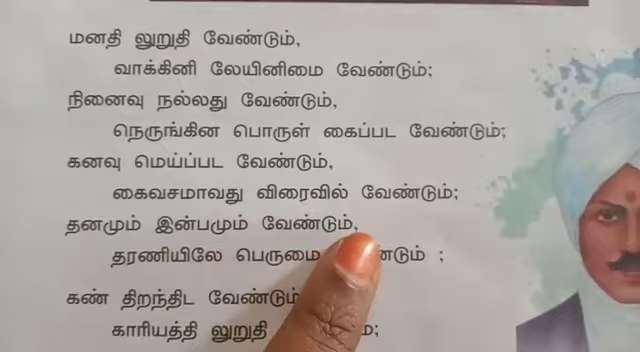 மனதி லுறுதி வேண்டும்,
வாக்கினி லேயினிமை வேண்டும்;
நினைவு நல்லது வேண்டும்,
நெருங்கின பொருள் கைப்பட வேண்டும்;
கனவு மெய்ப்பட வேண்டும்,
கைவசமாவது விரைவில் வேண்டும்;
தனமும் இன்பமும் வேண்டும்,
தரணியிலே பெருமை ;
கண் திறந்திட வேண்டும்
காரியத்தி லுறுதி